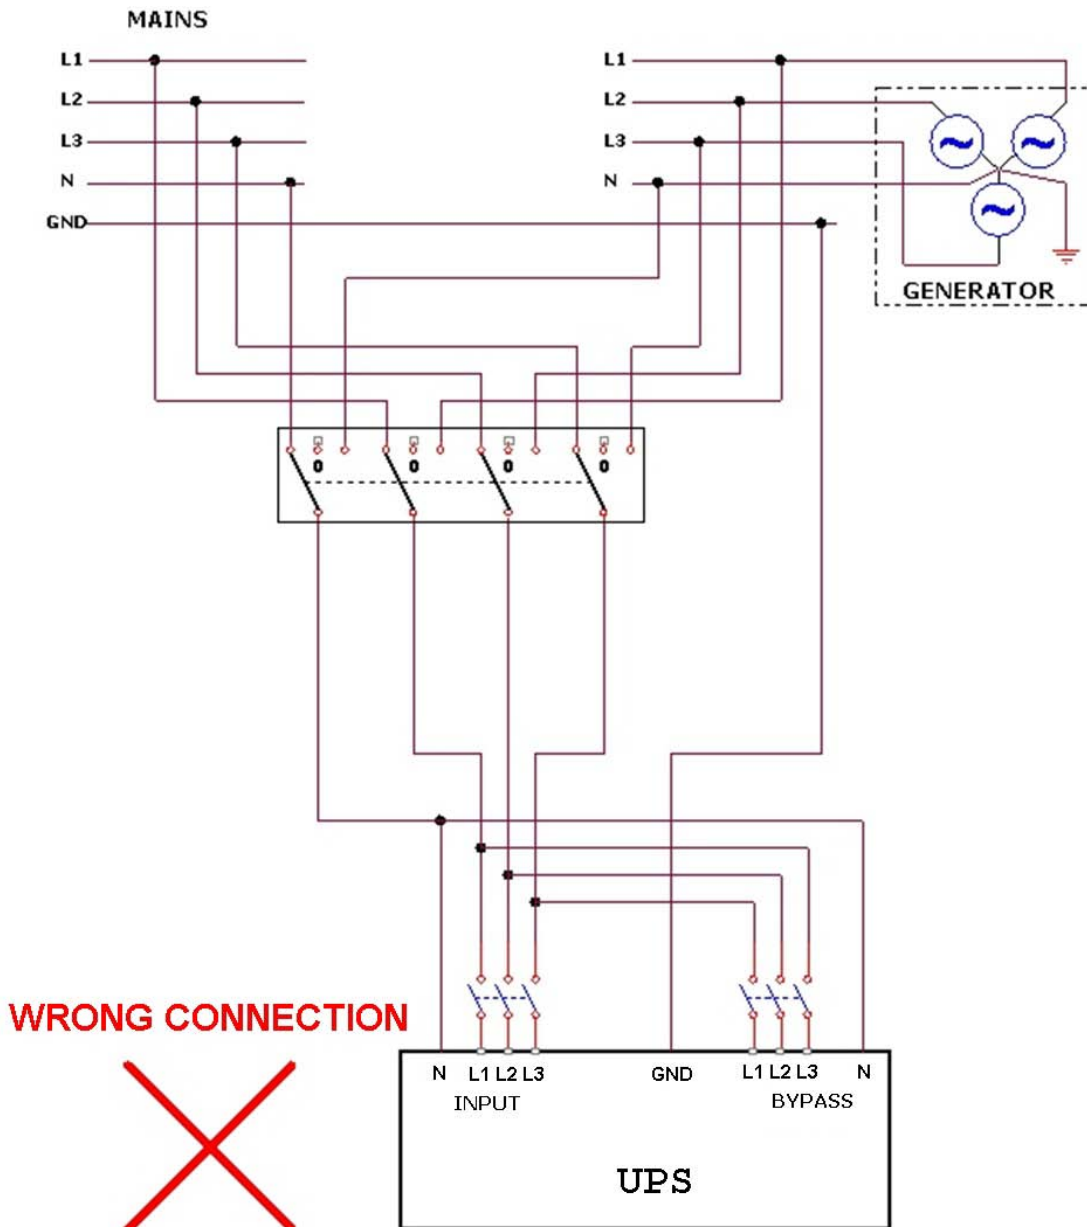 MAINS
L1
L2
L3
N
GND
L1
L2
L3
N
GENERATOR
0 0 0 0
WRONG CONNECTION
N L1 L2 L3 GND L1 L2 L3 N
INPUT BYPASS
UPS